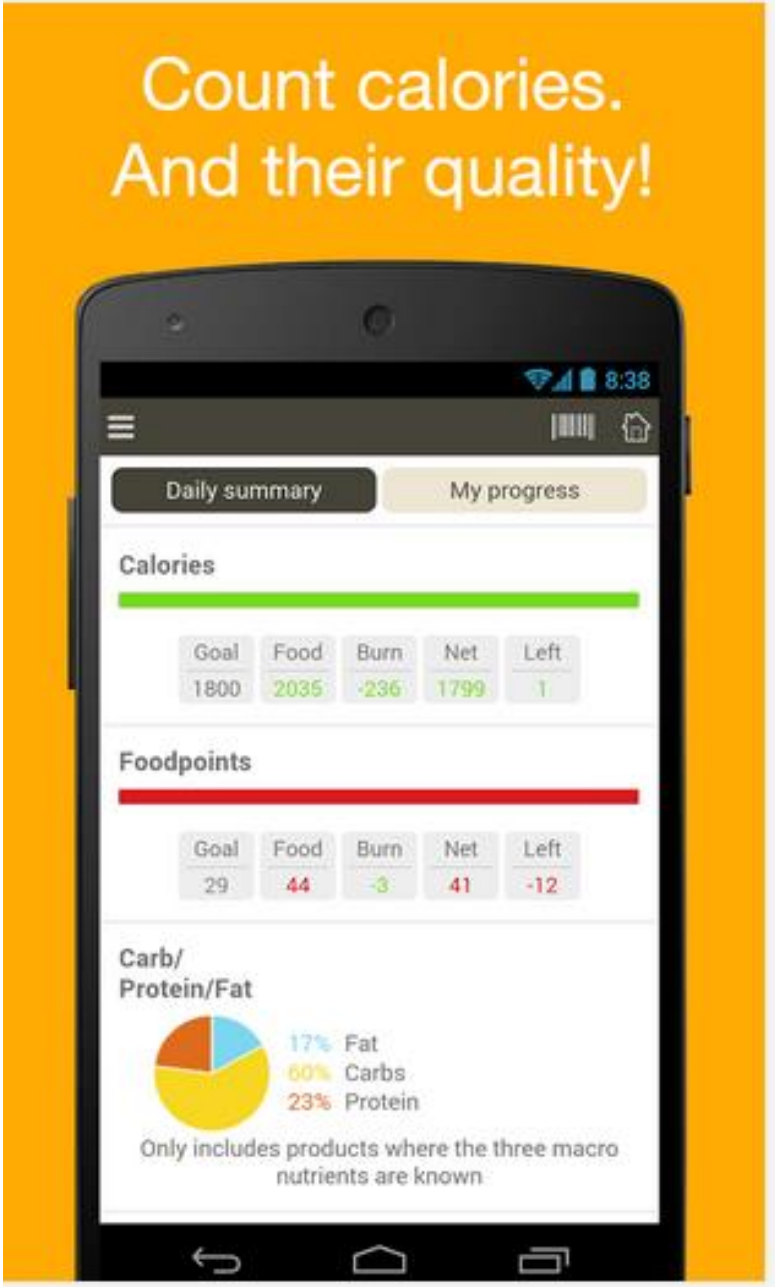 Count calories.
And their quality!
8:38
Daily summary My progress
Calories
Goal Food Burn Net Left
1800 2035 -236 1799 1
Foodpoints
Goal Food Burn Net Left
29 44 -3 41 -12
Carb/
Protein/Fat
17% Fat
60% Carbs
23% Protein
Only includes products where the three macro
nutrients are known